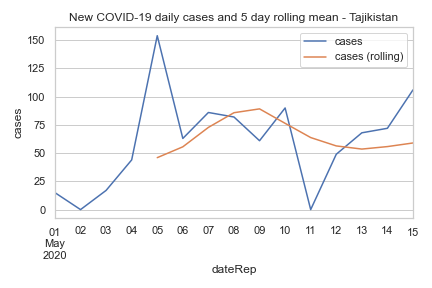 New COVID-19 daily cases and 5 day rolling mean - Tajikistan
cases
cases (rolling)
150
125
100
75
50
25
0
cases
01 02 03 04 05 06 07 08 09 10 11 12 13 14 15
May
2020
dateRep